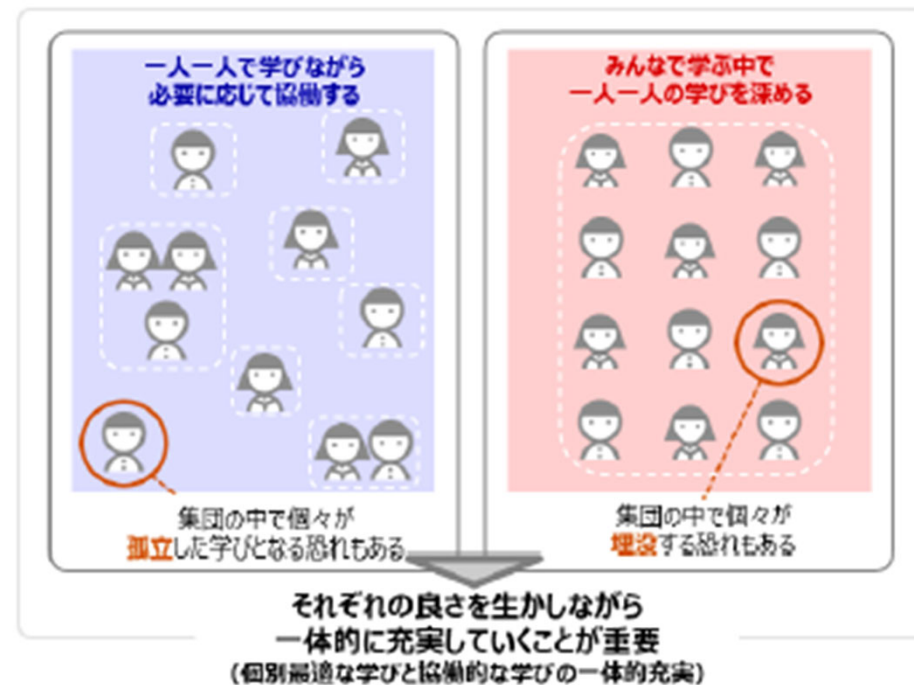 一人一人で学びながら
必要に応じて協働する
集団の中で個々が
孤立した学びとなる恐れもある
みんなで学ぶ中で
一人一人の学びを深める
集団の中で個々が
埋没する恐れもある
それぞれの良さを生かしながら
一体的に充実していくことが重要
(個別最適な学びと協働的な学びの一体的充実)